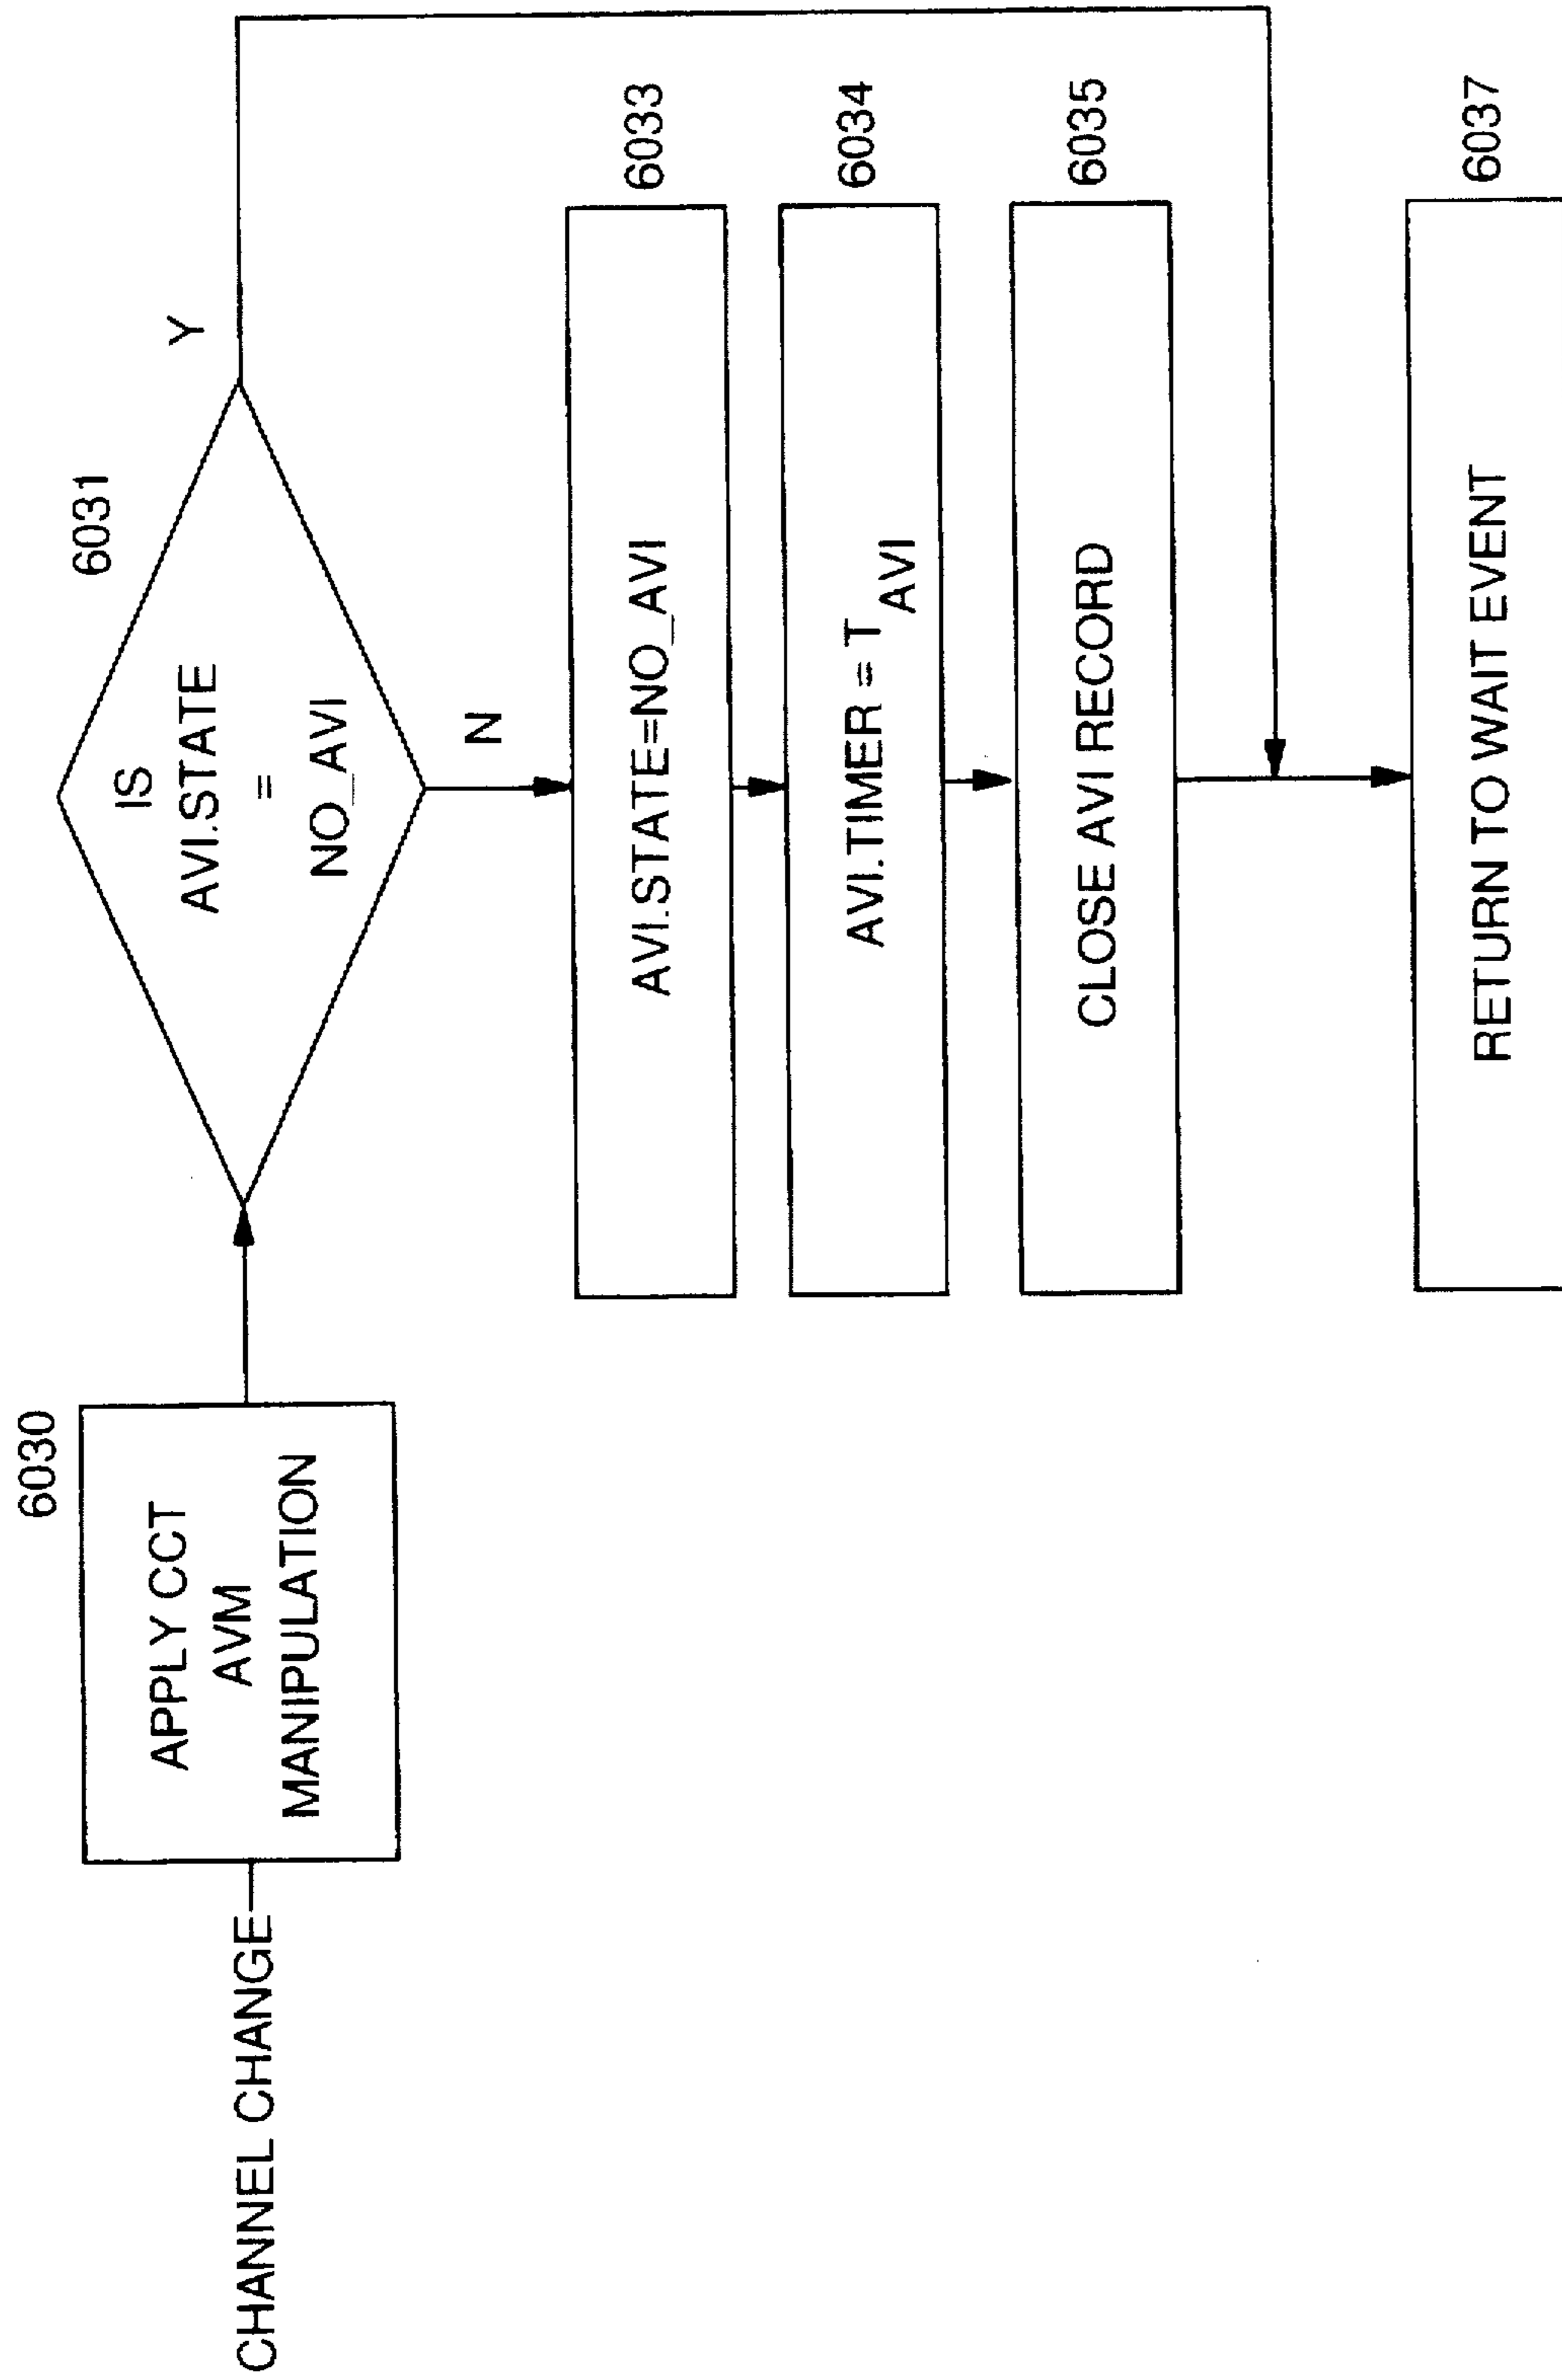 6030
CHANNEL CHANGE
APPLY CCT
AVM
MANIPULATION
6031
IS
AVI.STATE
=
NO_AVI
Y
N
AVI.STATE=NO_AVI
6033
AVI.TIMER = T AVI
6034
CLOSE AVI RECORD
6035
RETURN TO WAIT EVENT
6037